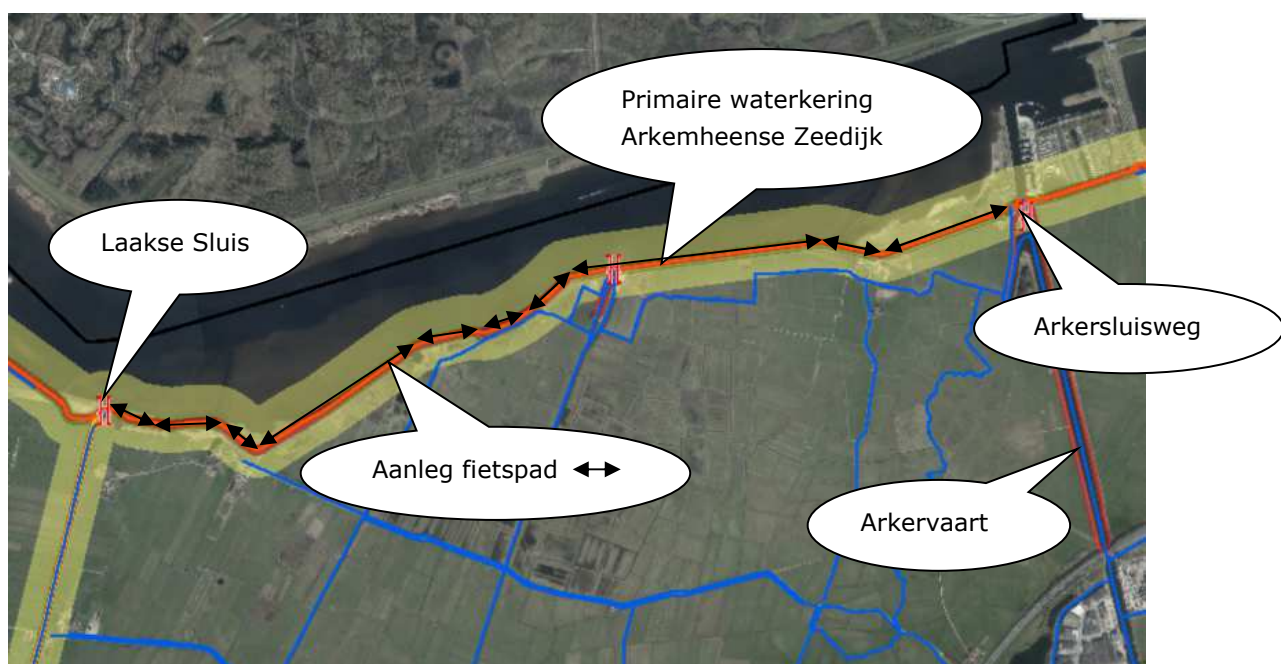 Primaire waterkering
Arkemheense Zeedijk
Laakse Sluis
Arkersluisweg
Aanleg fietspad
Arkervaart